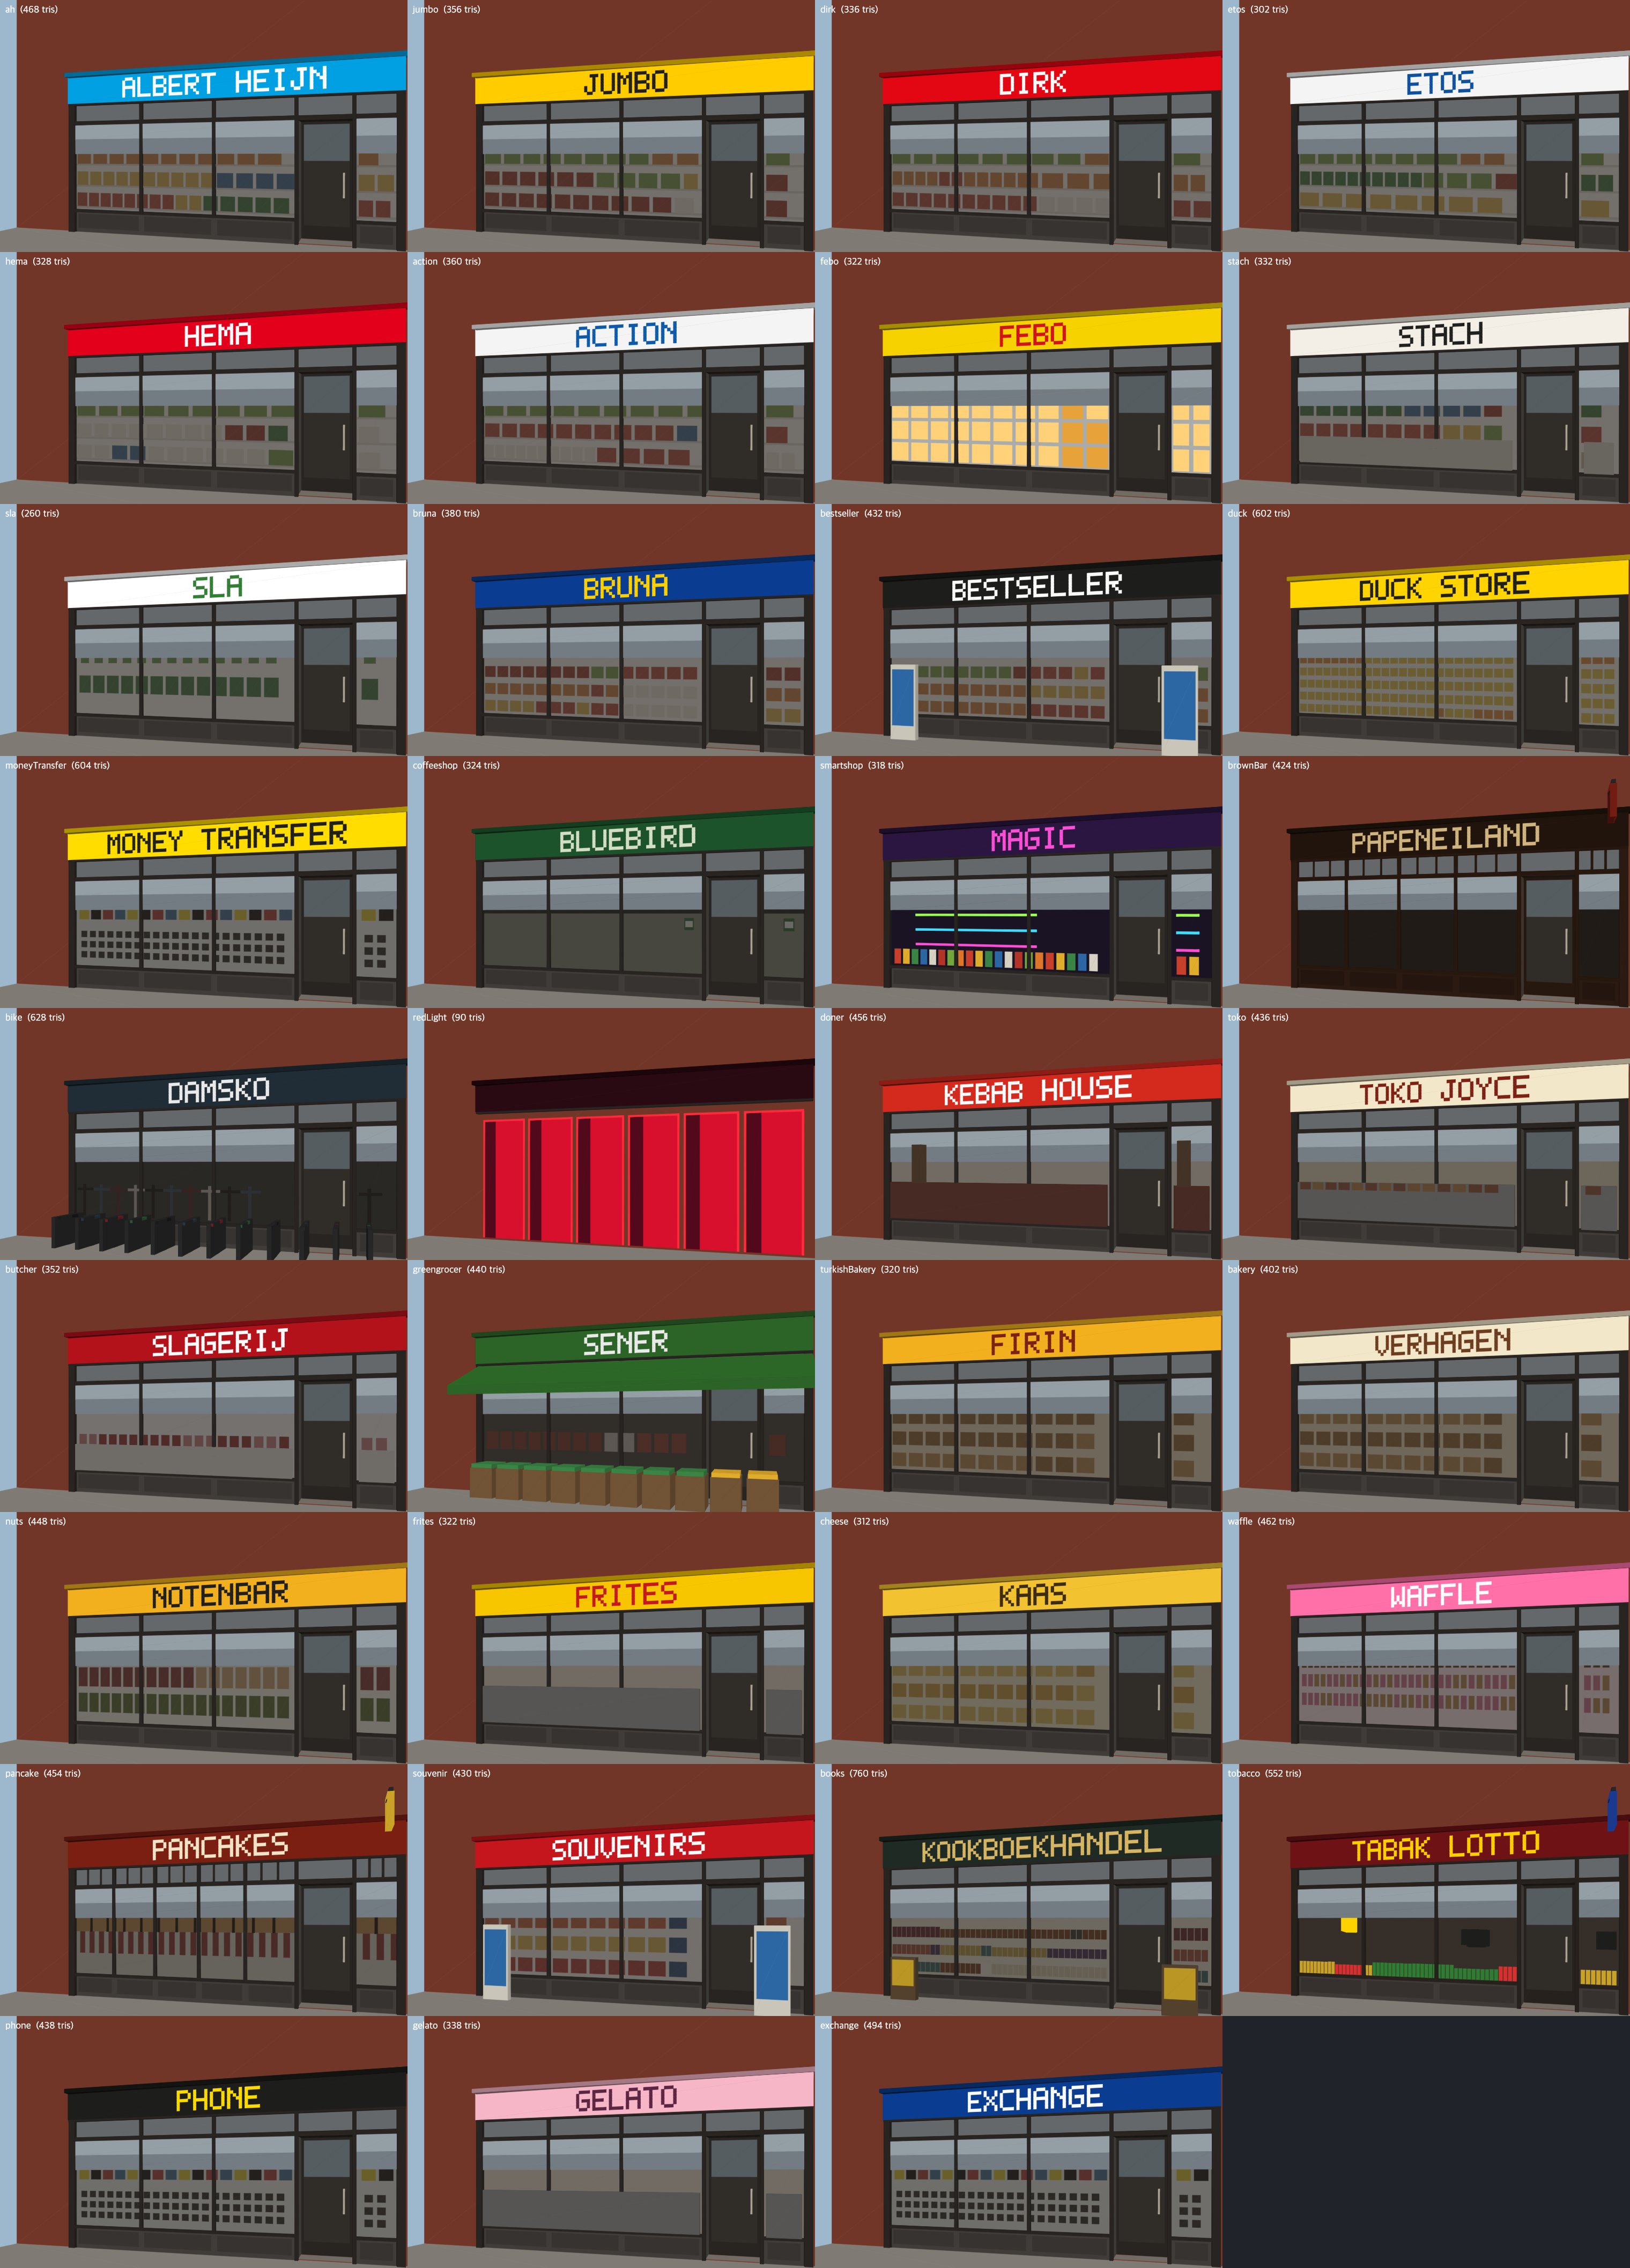 ah (468 tris)
ALBERT HEIJN
jumbo (356 tris)
JUMBO
dirk (336 tris)
DIRK
etos (302 tris)
ETOS
hema (328 tris)
HEMA
action (360 tris)
ACTION
febo (322 tris)
FEBO
stach (332 tris)
STACH
sla (260 tris)
SLA
bruna (380 tris)
BRUNA
bestseller (432 tris)
BESTSELLER
duck (602 tris)
DUCK STORE
moneyTransfer (604 tris)
MONEY TRANSFER
coffeeshop (324 tris)
BLUEBIRD
smartshop (318 tris)
MAGIC
brownBar (424 tris)
PAPENEILAND
bike (628 tris)
DAMSKO
redLight (90 tris)
doner (456 tris)
KEBAB HOUSE
toko (436 tris)
TOKO JOYCE
butcher (352 tris)
SLAGERIJ
greengrocer (440 tris)
SENER
turkishBakery (320 tris)
FIRIN
bakery (402 tris)
VERHAGEN
nuts (448 tris)
NOTENBAR
frites (322 tris)
FRITES
cheese (312 tris)
KAAS
waffle (462 tris)
WAFFLE
pancake (454 tris)
PANCAKES
souvenir (430 tris)
SOUVENIRS
books (760 tris)
KOOKBOEKHANDEL
tobacco (552 tris)
TABAK LOTTO
phone (438 tris)
PHONE
gelato (338 tris)
GELATO
exchange (494 tris)
EXCHANGE